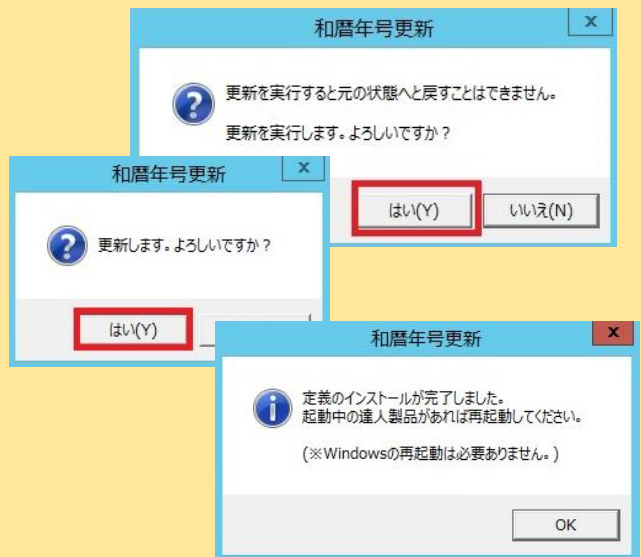 和暦年号更新
x
更新を実行すると元の状態へと戻すことはできません。
更新を実行します。よろしいですか？
はい(Y)
いいえ(N)
和暦年号更新
x
更新します。よろしいですか？
はい(Y)
和暦年号更新
x
定義のインストールが完了しました。
起動中の達人製品があれば再起動してください。
(※Windowsの再起動は必要ありません。)
OK